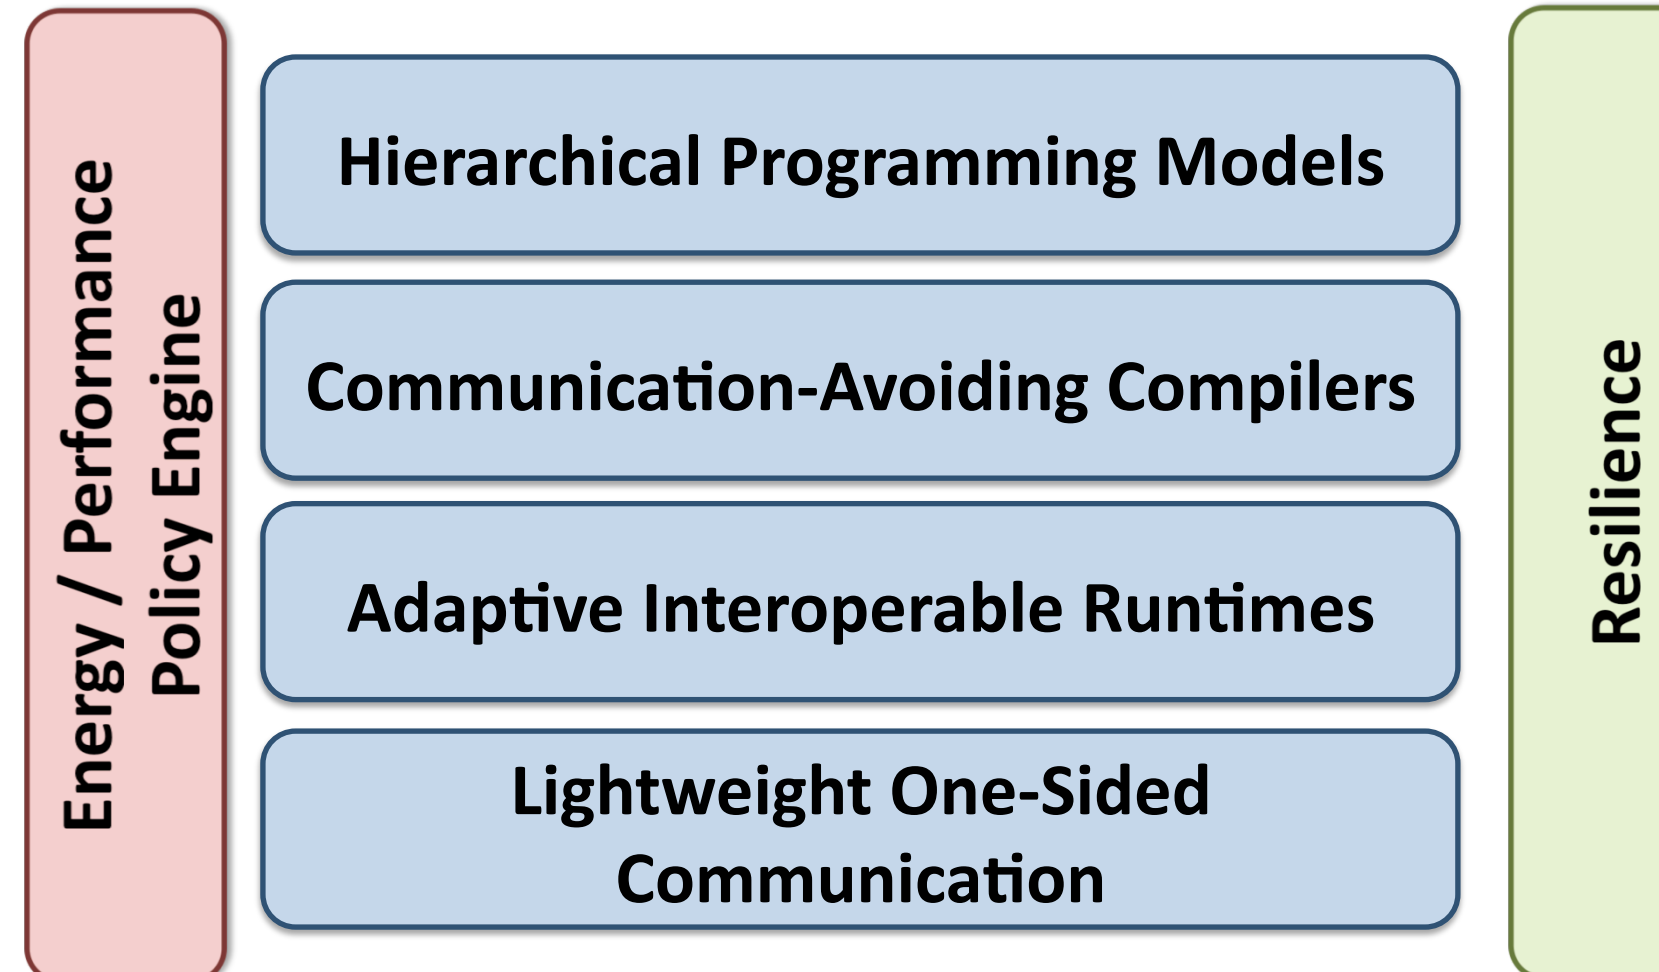 Energy / Performance
Policy Engine
Hierarchical Programming Models
Communication-Avoiding Compilers
Adaptive Interoperable Runtimes
Lightweight One-Sided
Communication
Resilience